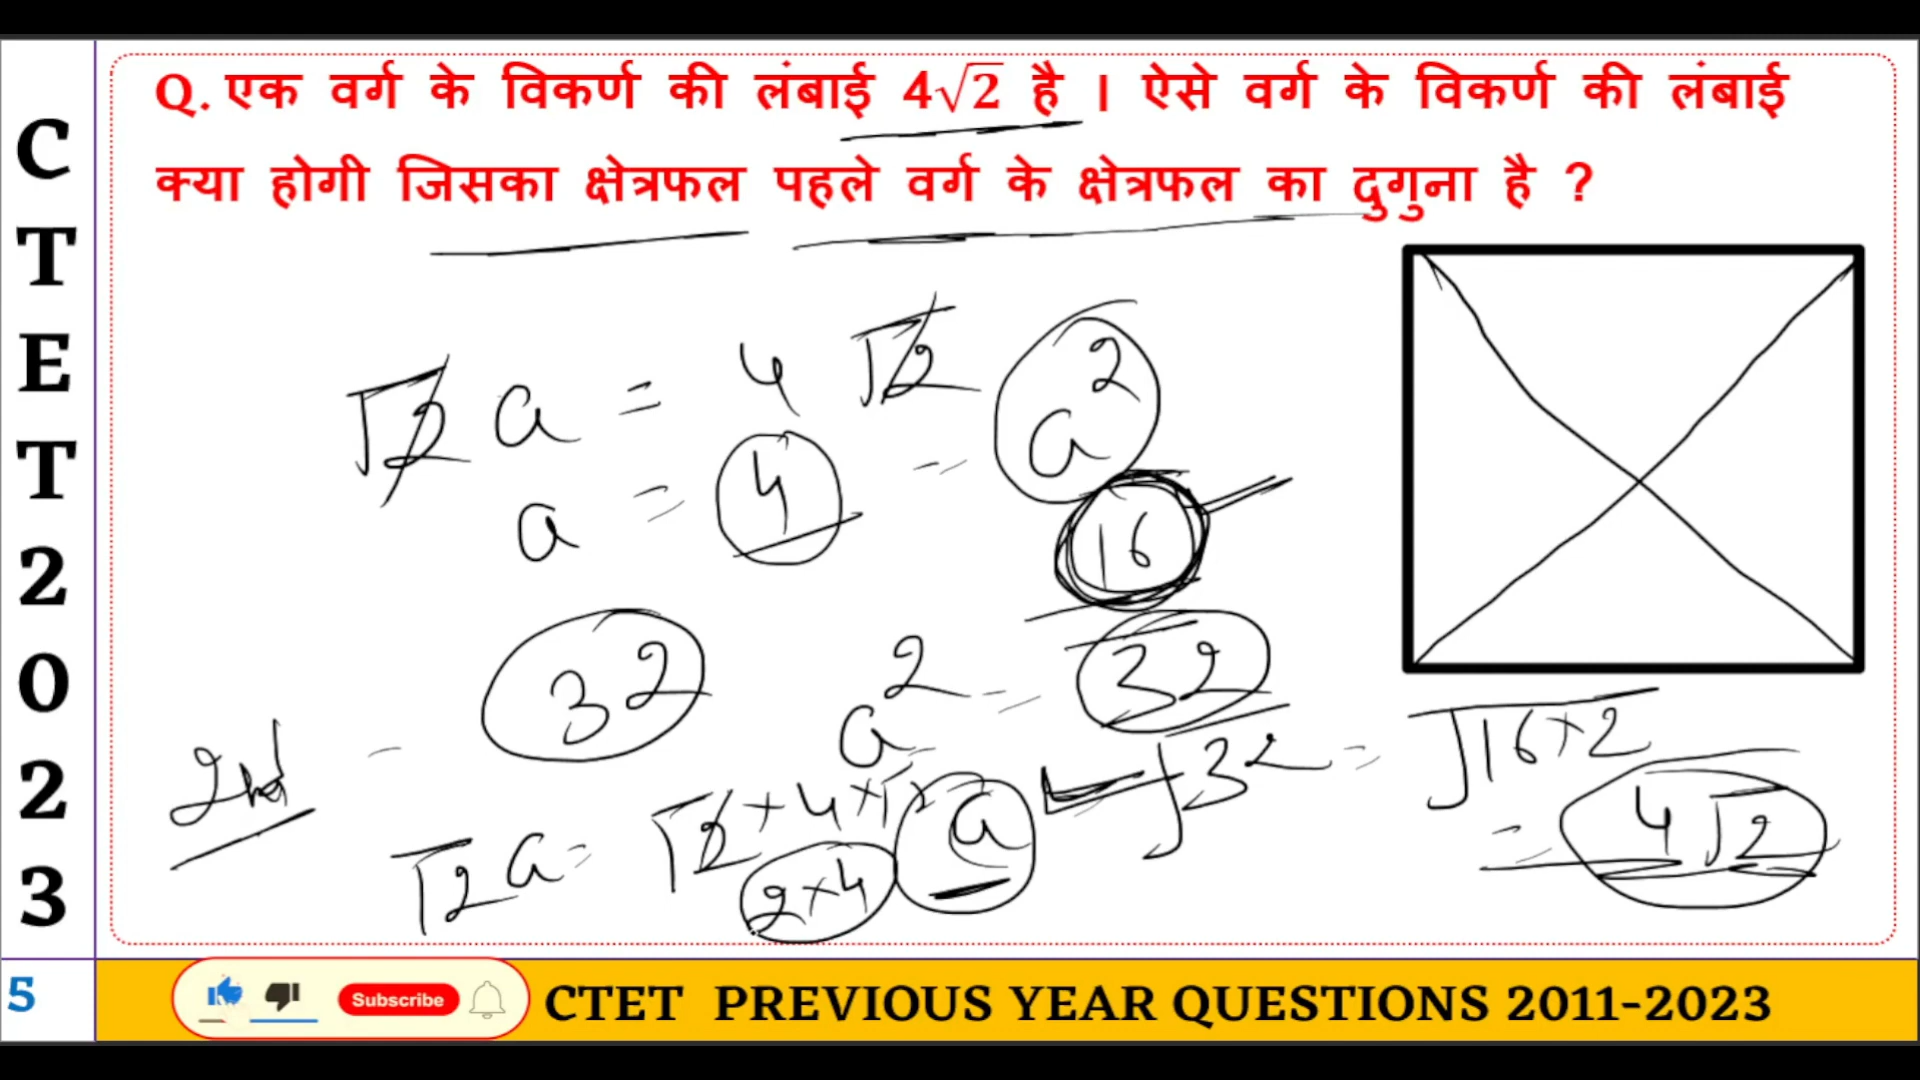 Q. एक वर्ग के विकर्ण की लंबाई 4√2 है । ऐसे वर्ग के विकर्ण की लंबाई
क्या होगी जिसका क्षेत्रफल पहले वर्ग के क्षेत्रफल का दुगुना है ?
√2 a = 4 √2
a = 4 = a²
16
32
a² = 32
2nd =
a = √32 = √16×2
= 4√2
√2 a = √2 × 4 × √2
2×4
C
T
E
T
2
0
2
3
5
Subscribe
CTET PREVIOUS YEAR QUESTIONS 2011-2023